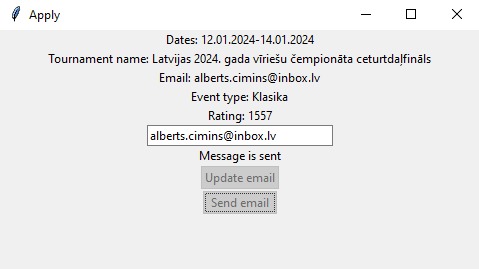 Apply
Dates: 12.01.2024-14.01.2024
Tournament name: Latvijas 2024. gada vīriešu čempionāta ceturtdaļfināls
Email: alberts.cimins@inbox.lv
Event type: Klasika
Rating: 1557
alberts.cimins@inbox.lv
Message is sent
Update email
Send email